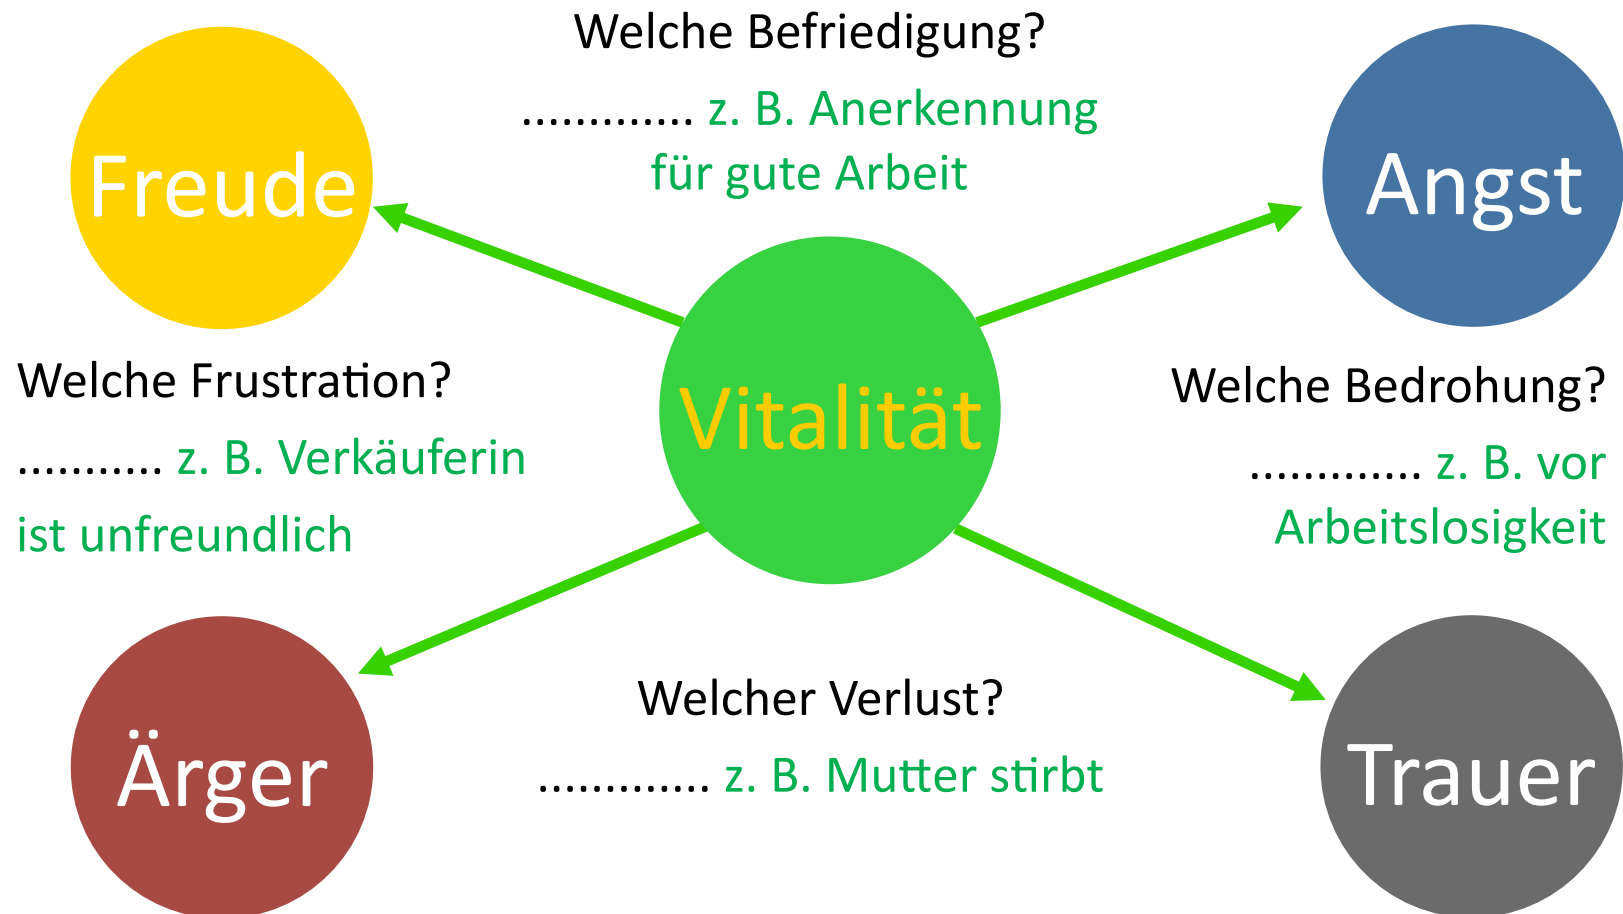 Welche Befriedigung?
............. z. B. Anerkennung
für gute Arbeit
Freude
Angst
Welche Frustration?
........... z. B. Verkäuferin
ist unfreundlich
Vitalität
Welche Bedrohung?
............. z. B. vor
Arbeitslosigkeit
Ärger
Welcher Verlust?
............. z. B. Mutter stirbt
Trauer